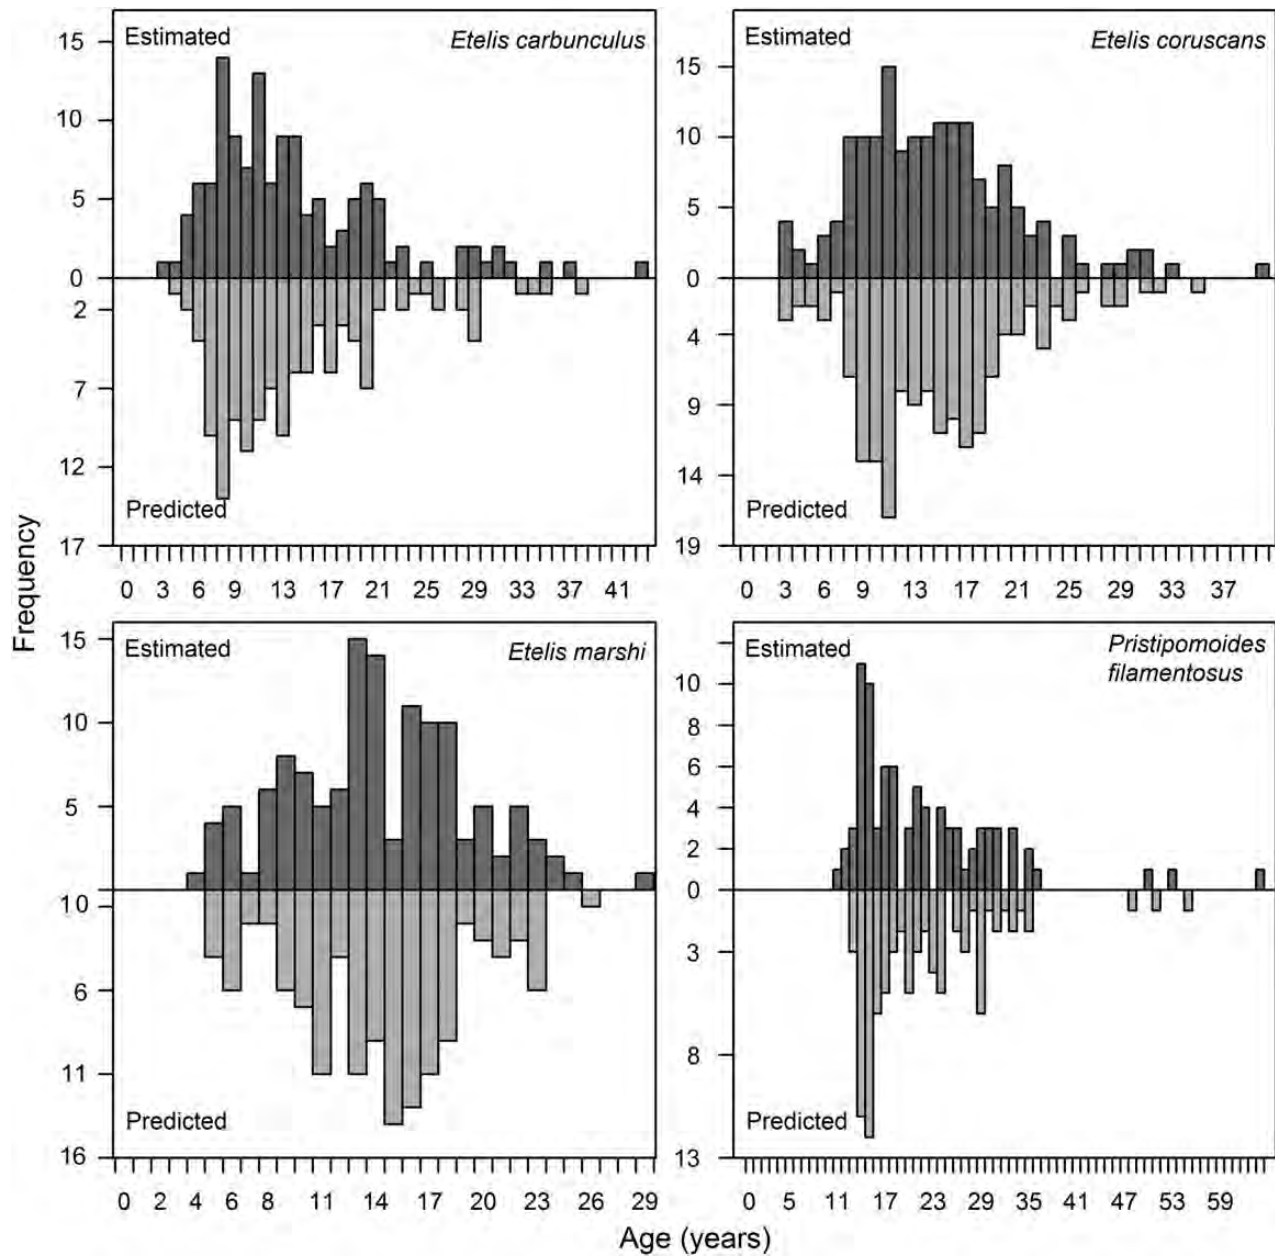 Estimated Etelis carbunculus
15
10
5
0
2
7
12
Predicted
17
0 3 6 9 13 17 21 25 29 33 37 41
Estimated Etelis coruscans
15
10
5
0
4
9
14
Predicted
19
0 3 6 9 13 17 21 25 29 33 37
Frequency
Estimated Etelis marshi
15
10
5
0
1
6
11
Predicted
16
0 2 4 6 8 11 14 17 20 23 26 29
Estimated Pristipomoides
filamentosus
10
8
6
4
2
0
3
8
Predicted
13
0 5 11 17 23 29 35 41 47 53 59
Age (years)